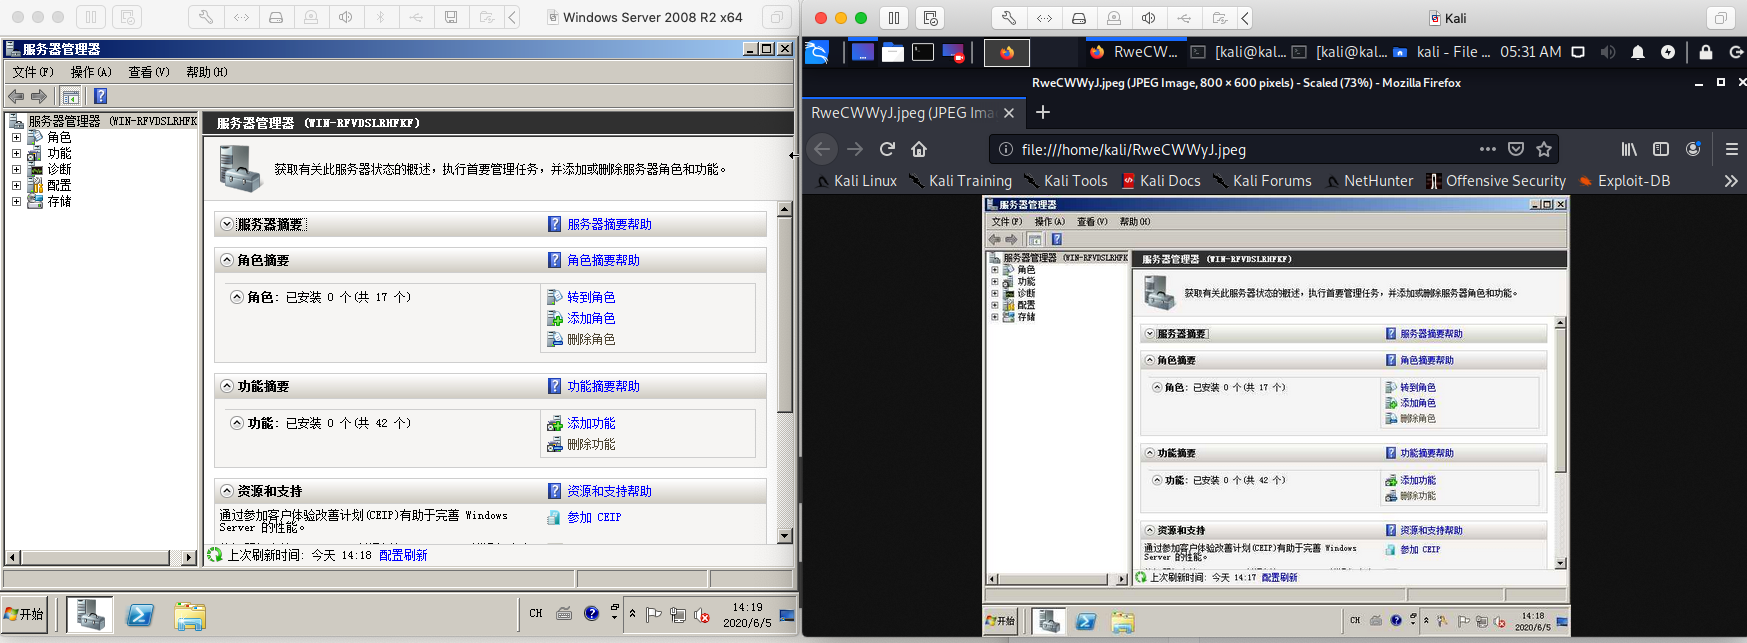 Windows Server 2008 R2 x64
服务器管理器
文件(F) 操作(A) 查看(V) 帮助(H)
服务器管理器 (WIN-RFVDSLRHFK
角色
功能
诊断
配置
存储
服务器管理器 (WIN-RFVDSLRHFKF)
获取有关此服务器状态的概述，执行首要管理任务，并添加或删除服务器角色和功能。
服务器摘要 服务器摘要帮助
角色摘要 角色摘要帮助
角色: 已安装 0 个(共 17 个) 转到角色
添加角色
删除角色
功能摘要 功能摘要帮助
功能: 已安装 0 个(共 42 个) 添加功能
删除功能
资源和支持 资源和支持帮助
通过参加客户体验改善计划(CEIP)有助于完善 Windows
Server 的性能。
参加 CEIP
上次刷新时间: 今天 14:18 配置刷新
开始 CH 14:19
2020/6/5
Kali
RweCW... [kali@kal... [kali@kal... kali - File ... 05:31 AM
RweCWWyJ.jpeg (JPEG Image, 800 × 600 pixels) - Scaled (73%) - Mozilla Firefox
RweCWWyJ.jpeg (JPEG Ima
file:///home/kali/RweCWWyJ.jpeg
Kali Linux Kali Training Kali Tools Kali Docs Kali Forums NetHunter Offensive Security Exploit-DB
服务器管理器
文件(F) 操作(A) 查看(V) 帮助(H)
服务器管理器 (WIN-RFVDSLRHFK
角色
功能
诊断
配置
存储
服务器管理器 (WIN-RFVDSLRHFKF)
获取有关此服务器状态的概述，执行首要管理任务，并添加或删除服务器角色和功能。
服务器摘要 服务器摘要帮助
角色摘要 角色摘要帮助
角色: 已安装 0 个(共 17 个) 转到角色
添加角色
删除角色
功能摘要 功能摘要帮助
功能: 已安装 0 个(共 42 个) 添加功能
删除功能
资源和支持 资源和支持帮助
通过参加客户体验改善计划(CEIP)有助于完善 Windows
Server 的性能。
参加 CEIP
上次刷新时间: 今天 14:17 配置刷新
开始 CH 14:18
2020/6/5